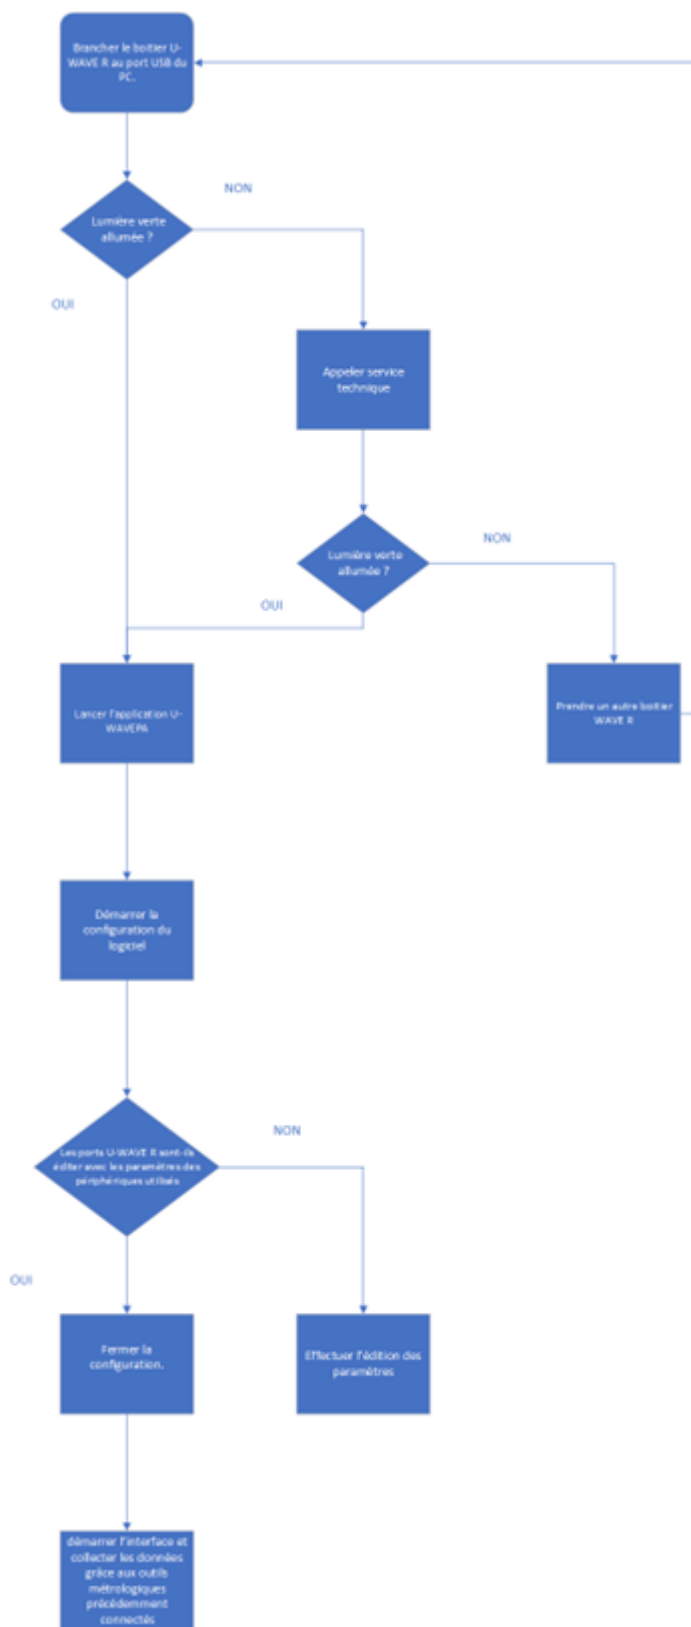 Brancher le boitier U-
WAVE R au port USB du
PC.
NON
Lumière verte
allumée ?
OUI
Appeler service
technique
NON
Lumière verte
allumée ?
OUI
Lancer l'application U-
WAVEPA
Prendre un autre boitier
WAVE R
Démarrer la
configuration du
logiciel
NON
Les ports U-WAVE R sont-ils
éditer avec les paramètres des
périphériques utilisés
OUI
Fermer la
configuration.
Effectuer l'édition des
paramètres
démarrer l'interface et
collecter les données
grâce aux outils
métrologiques
précédemment
connectés